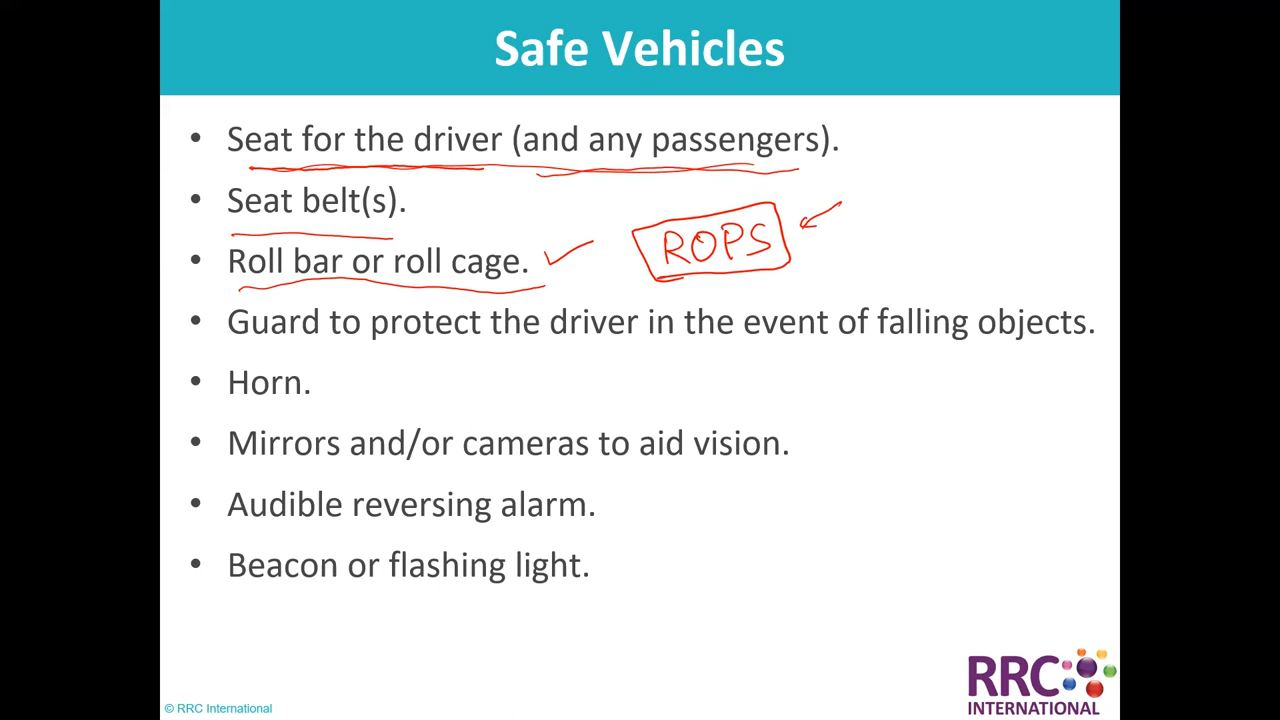 Safe Vehicles
• Seat for the driver (and any passengers).
• Seat belt(s).
• Roll bar or roll cage.
ROPS
• Guard to protect the driver in the event of falling objects.
• Horn.
• Mirrors and/or cameras to aid vision.
• Audible reversing alarm.
• Beacon or flashing light.
RRC
INTERNATIONAL
© RRC International